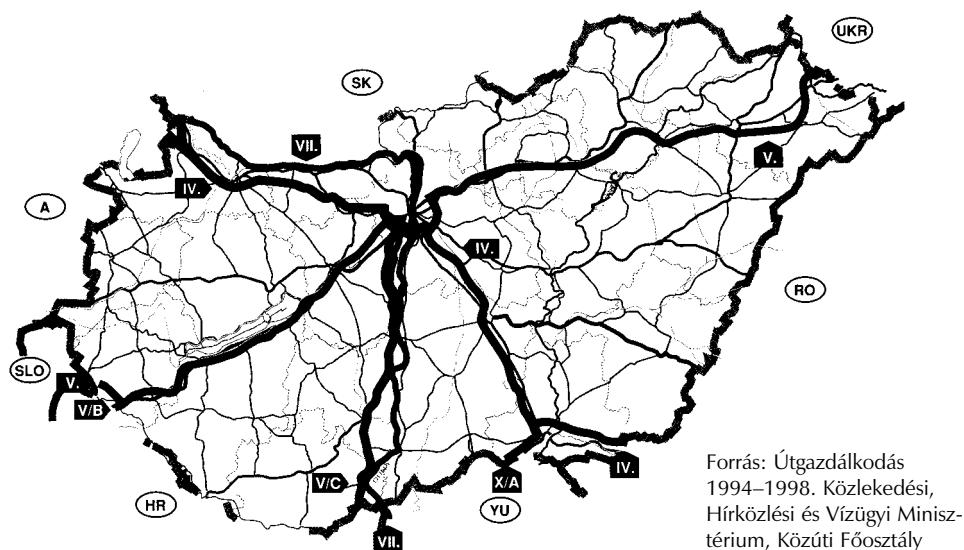 UKR
SK
VII.
V.
A
IV.
IV.
RO
SLO
V.
V/B
V/C
X/A
IV.
HR
YU
VII.
Forrás: Útgazdálkodás
1994–1998. Közlekedési,
Hírközlési és Vízügyi Minisz-
térium, Közúti Főosztály